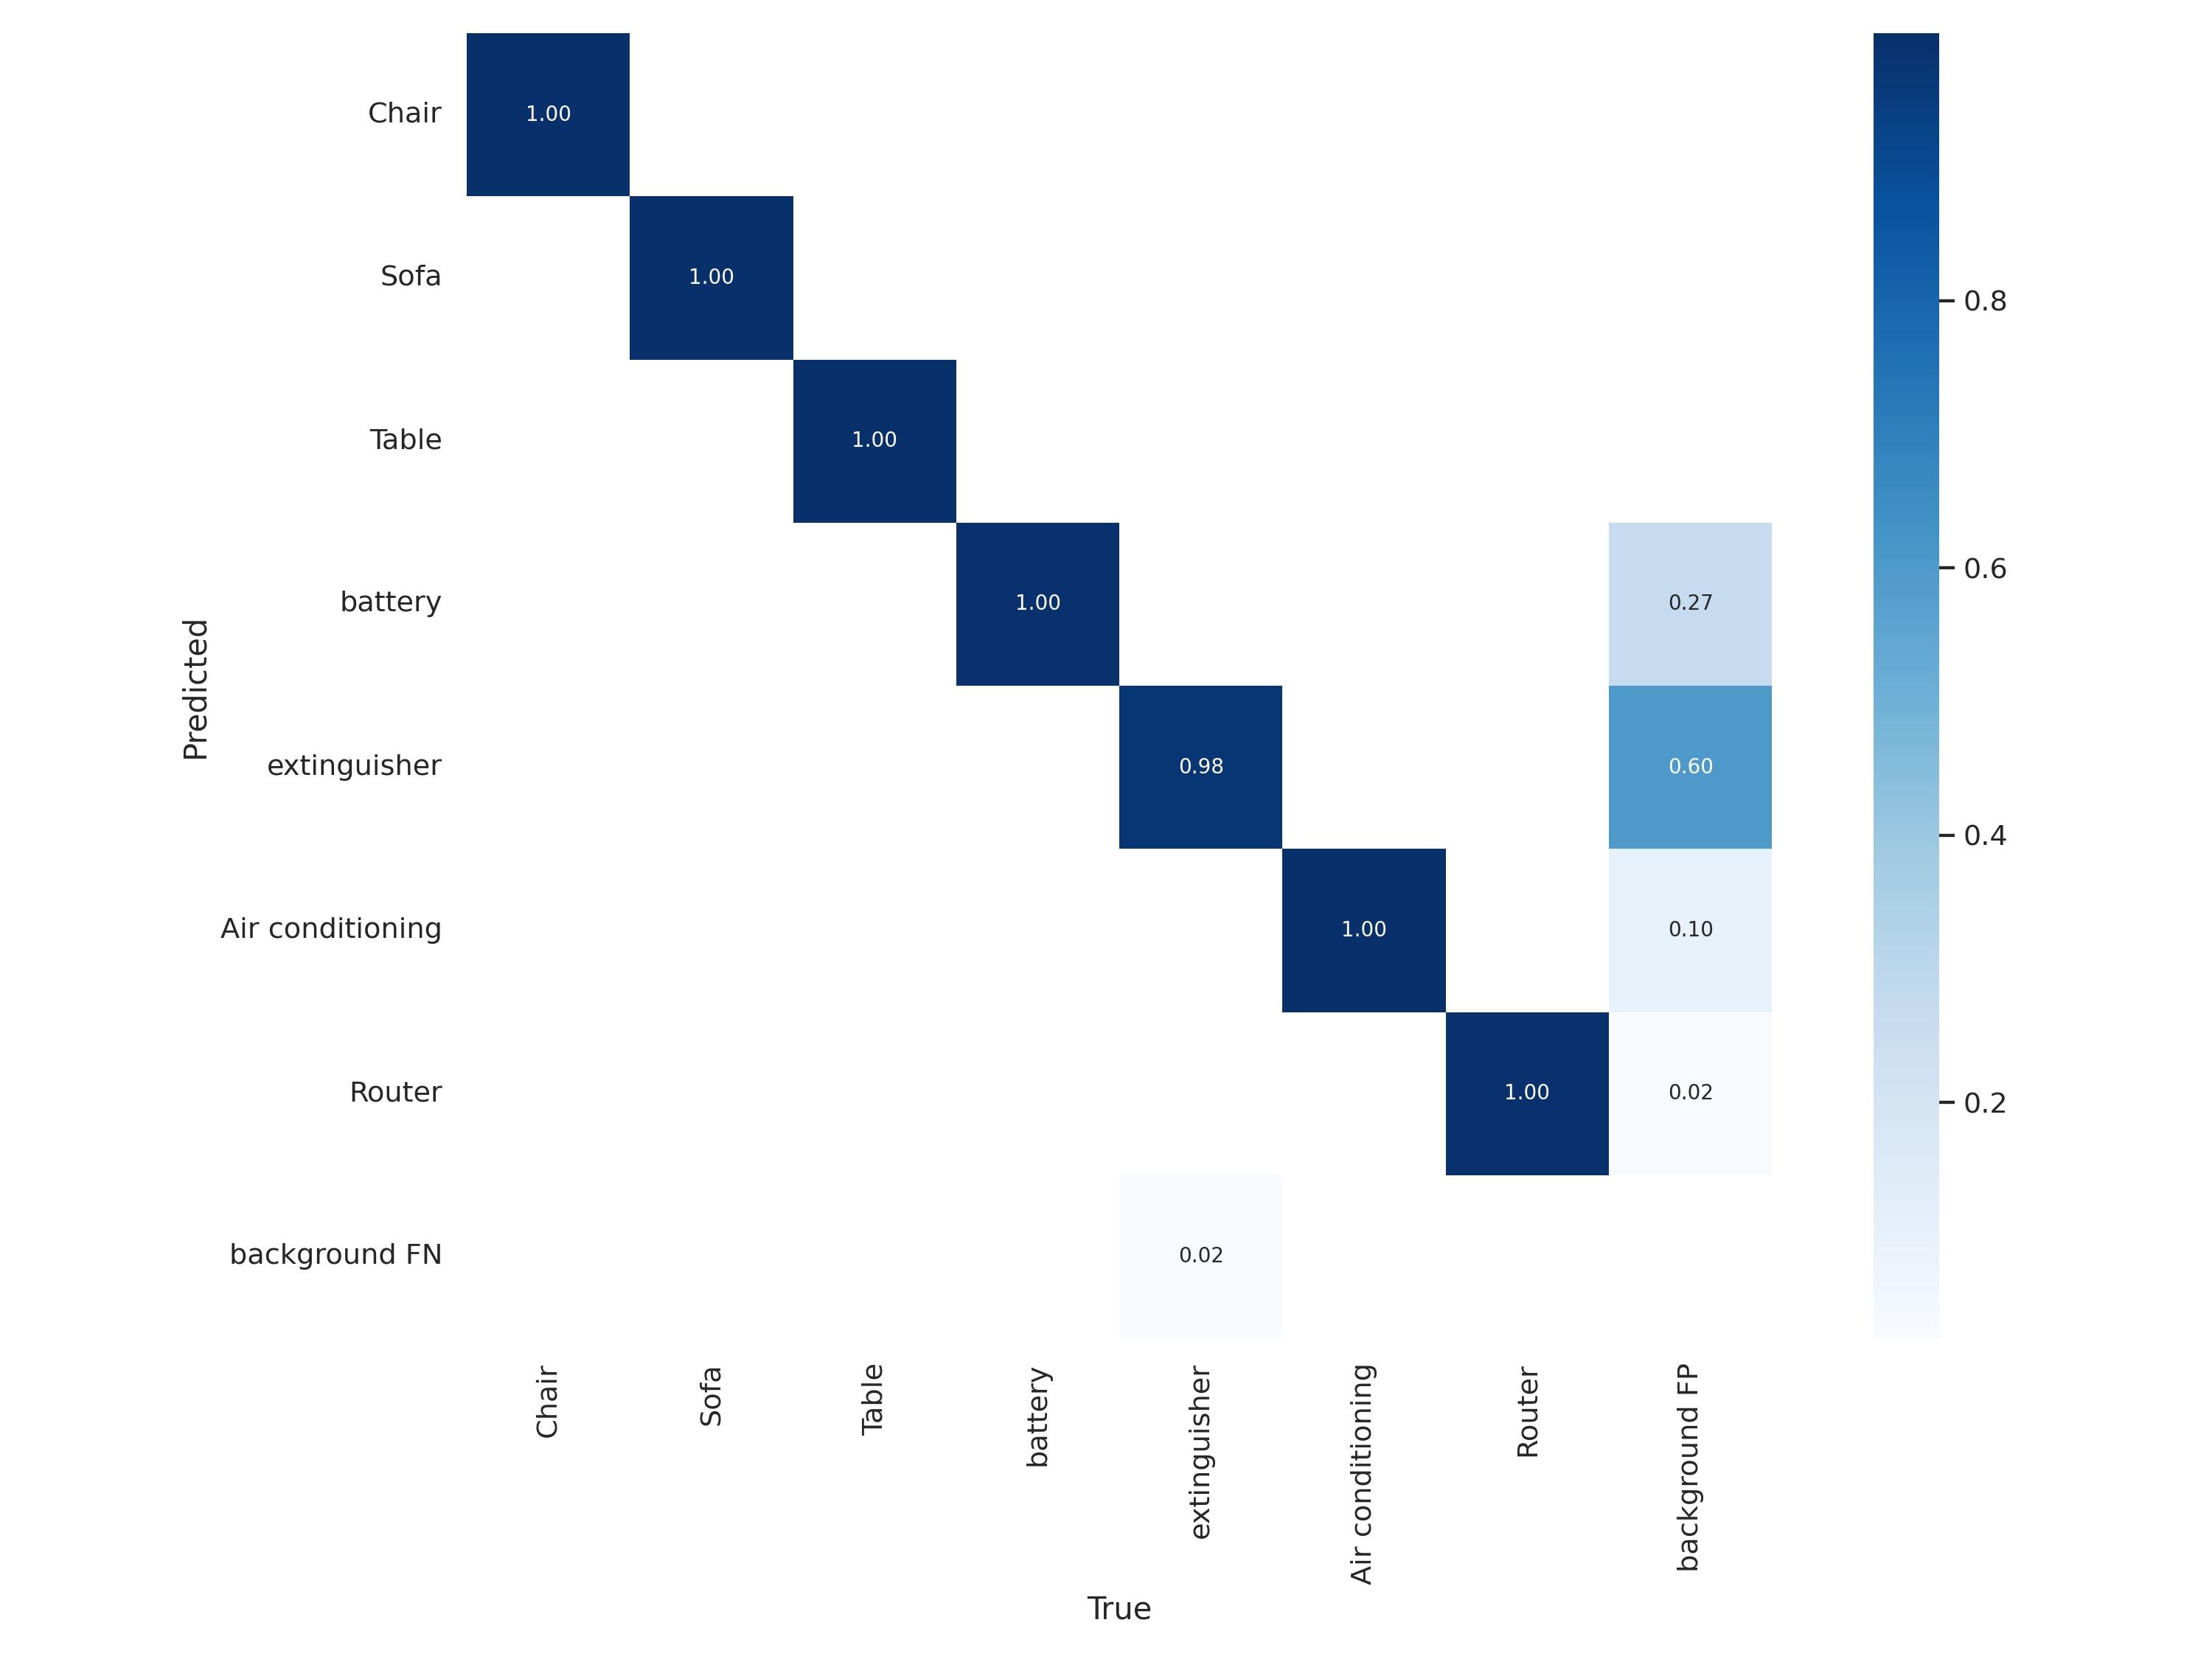 Chair
1.00
Sofa
1.00
0.8
Table
1.00
battery
1.00
0.27
0.6
Predicted
extinguisher
0.98
0.60
0.4
Air conditioning
1.00
0.10
Router
1.00
0.02
0.2
background FN
0.02
Chair
Sofa
Table
battery
extinguisher
Air conditioning
Router
background FP
True